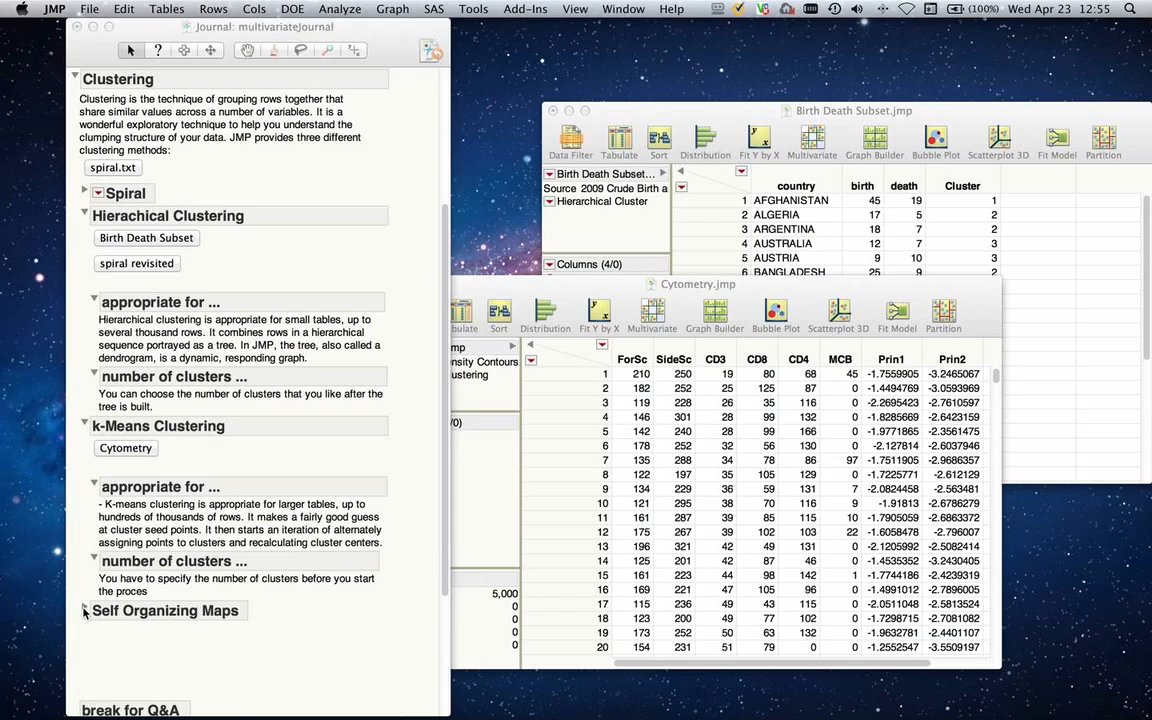 JMP File Edit Tables Rows Cols DOE Analyze Graph SAS Tools Add-Ins View Window Help (100%) Wed Apr 23 12:55
Journal: multivariateJournal
Clustering
Clustering is the technique of grouping rows together that
share similar values across a number of variables. It is a
wonderful exploratory technique to help you understand the
clumping structure of your data. JMP provides three different
clustering methods:
spiral.txt
Spiral
Hierachical Clustering
Birth Death Subset
spiral revisited
appropriate for ...
Hierarchical clustering is appropriate for small tables, up to
several thousand rows. It combines rows in a hierarchical
sequence portrayed as a tree. In JMP, the tree, also called a
dendrogram, is a dynamic, responding graph.
number of clusters ...
You can choose the number of clusters that you like after the
tree is built.
k-Means Clustering
Cytometry
appropriate for ...
- K-means clustering is appropriate for larger tables, up to
hundreds of thousands of rows. It makes a fairly good guess
at cluster seed points. It then starts an iteration of alternately
assigning points to clusters and recalculating cluster centers.
number of clusters ...
You have to specify the number of clusters before you start
the proces
Self Organizing Maps
break for Q&A
Birth Death Subset.jmp
Data Filter Tabulate Sort Distribution Fit Y by X Multivariate Graph Builder Bubble Plot Scatterplot 3D Fit Model Partition
Birth Death Subset...
Source 2009 Crude Birth a
Hierarchical Cluster
Columns (4/0)
country birth death Cluster
1 AFGHANISTAN 45 19 1
2 ALGERIA 17 5 2
3 ARGENTINA 18 7 2
4 AUSTRALIA 12 7 3
5 AUSTRIA 9 10 3
6 BANGLADESH 25 9 2
Cytometry.jmp
bulate Sort Distribution Fit Y by X Multivariate Graph Builder Bubble Plot Scatterplot 3D Fit Model Partition
mp
ensity Contours
lustering
/0)
5,000
0
0
0
0
ForSc SideSc CD3 CD8 CD4 MCB Prin1 Prin2
1 210 250 19 80 68 45 -1.7559905 -3.2465067
2 182 252 25 125 87 0 -1.4494769 -3.0593969
3 119 228 26 35 116 0 -2.2695423 -2.7610597
4 146 301 28 99 132 0 -1.8285669 -2.6423159
5 142 240 28 99 166 0 -1.9771865 -2.3561475
6 178 252 32 56 130 0 -2.127814 -2.6037946
7 135 288 34 78 86 97 -1.7511905 -2.9686357
8 122 197 35 105 129 0 -1.7225771 -2.612129
9 134 229 36 59 131 7 -2.0824458 -2.563481
10 121 295 38 70 116 0 -1.91813 -2.6786279
11 161 287 39 85 115 10 -1.7905059 -2.6863372
12 175 267 39 102 103 22 -1.6058478 -2.796007
13 196 321 42 49 131 0 -2.1205992 -2.5082414
14 125 201 42 87 46 0 -1.4535352 -3.2430405
15 161 223 44 98 142 1 -1.7744186 -2.4239319
16 169 221 47 105 96 0 -1.4991012 -2.7896005
17 115 236 49 43 115 0 -2.0511048 -2.5813524
18 123 200 49 77 102 0 -1.7298715 -2.7081082
19 173 252 50 63 132 0 -1.9632781 -2.4401107
20 154 231 51 79 0 0 -1.2552547 -3.5509197